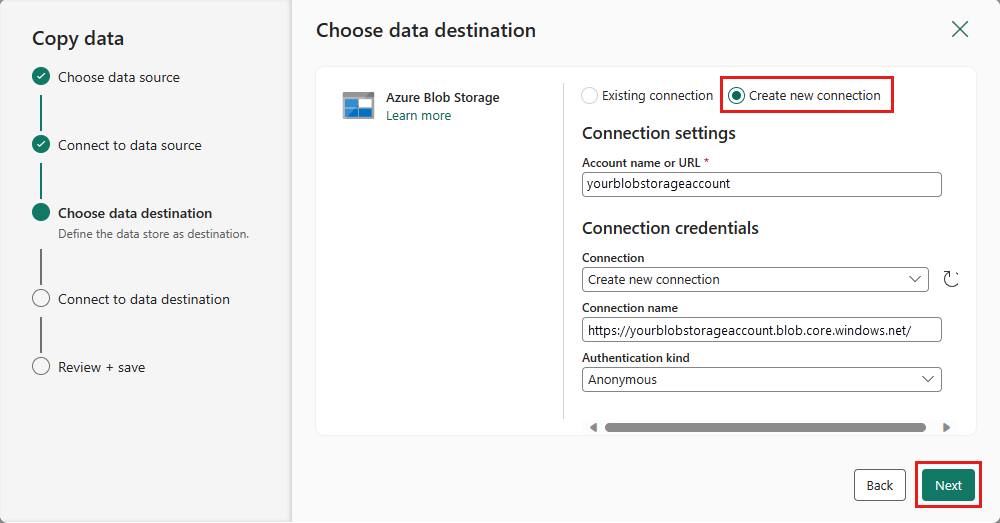 Copy data
Choose data source
Connect to data source
Choose data destination
Define the data store as destination.
Connect to data destination
Review + save
Choose data destination
Azure Blob Storage
Learn more
Existing connection
Create new connection
Connection settings
Account name or URL *
yourblobstorageaccount
Connection credentials
Connection
Create new connection
Connection name
https://yourblobstorageaccount.blob.core.windows.net/
Authentication kind
Anonymous
Back
Next